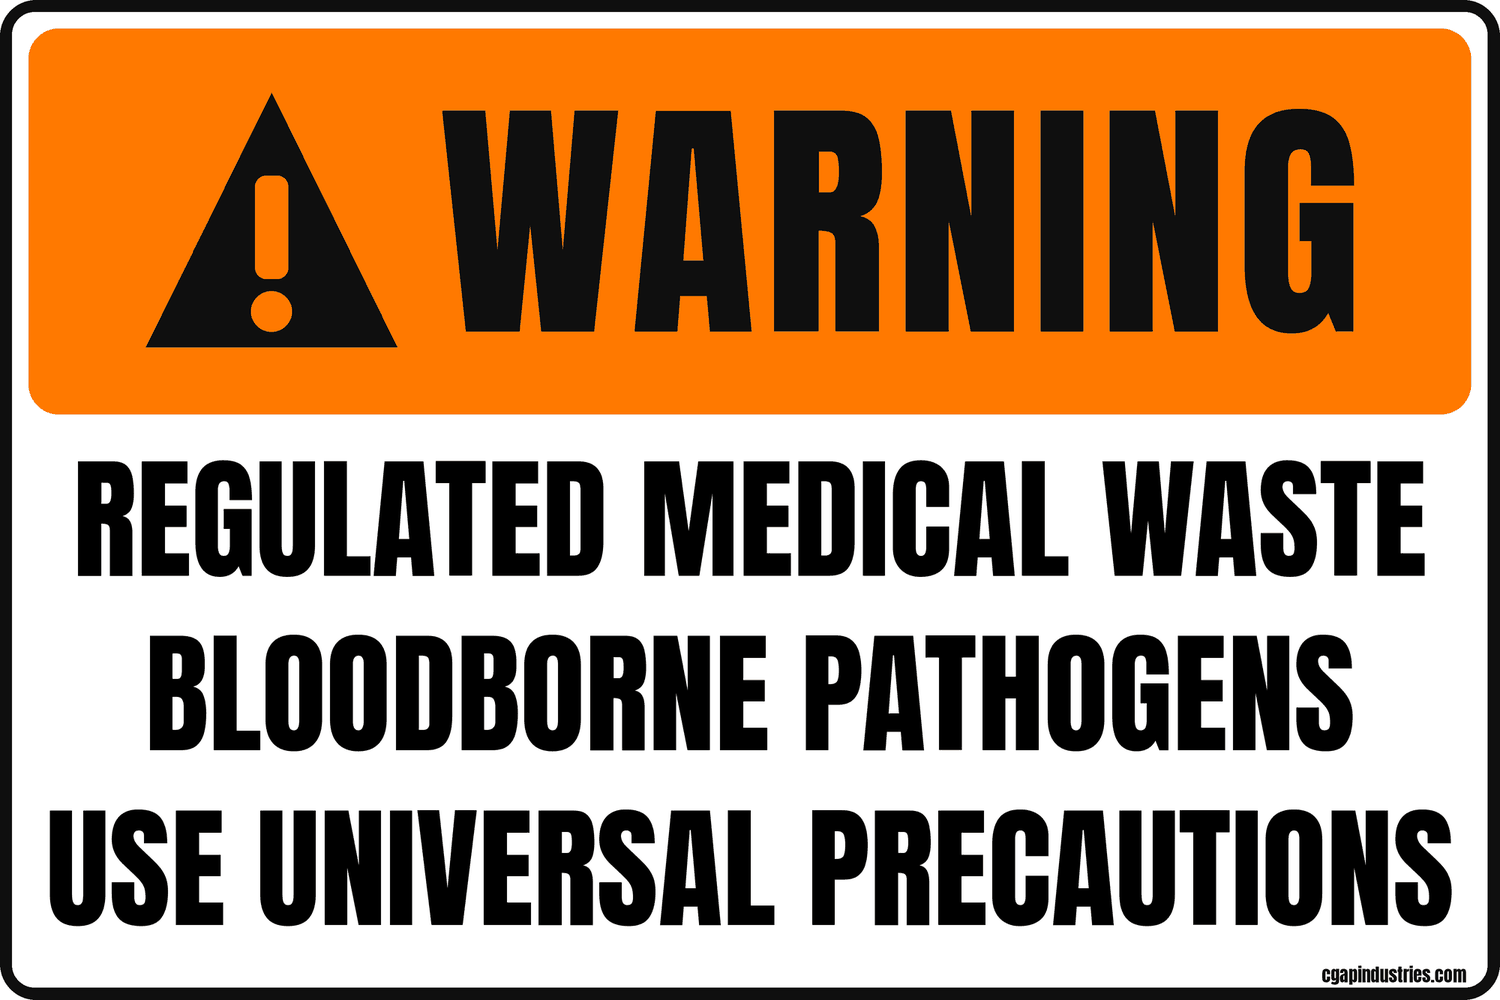 WARNING
REGULATED MEDICAL WASTE
BLOODBORNE PATHOGENS
USE UNIVERSAL PRECAUTIONS
cgapindustries.com